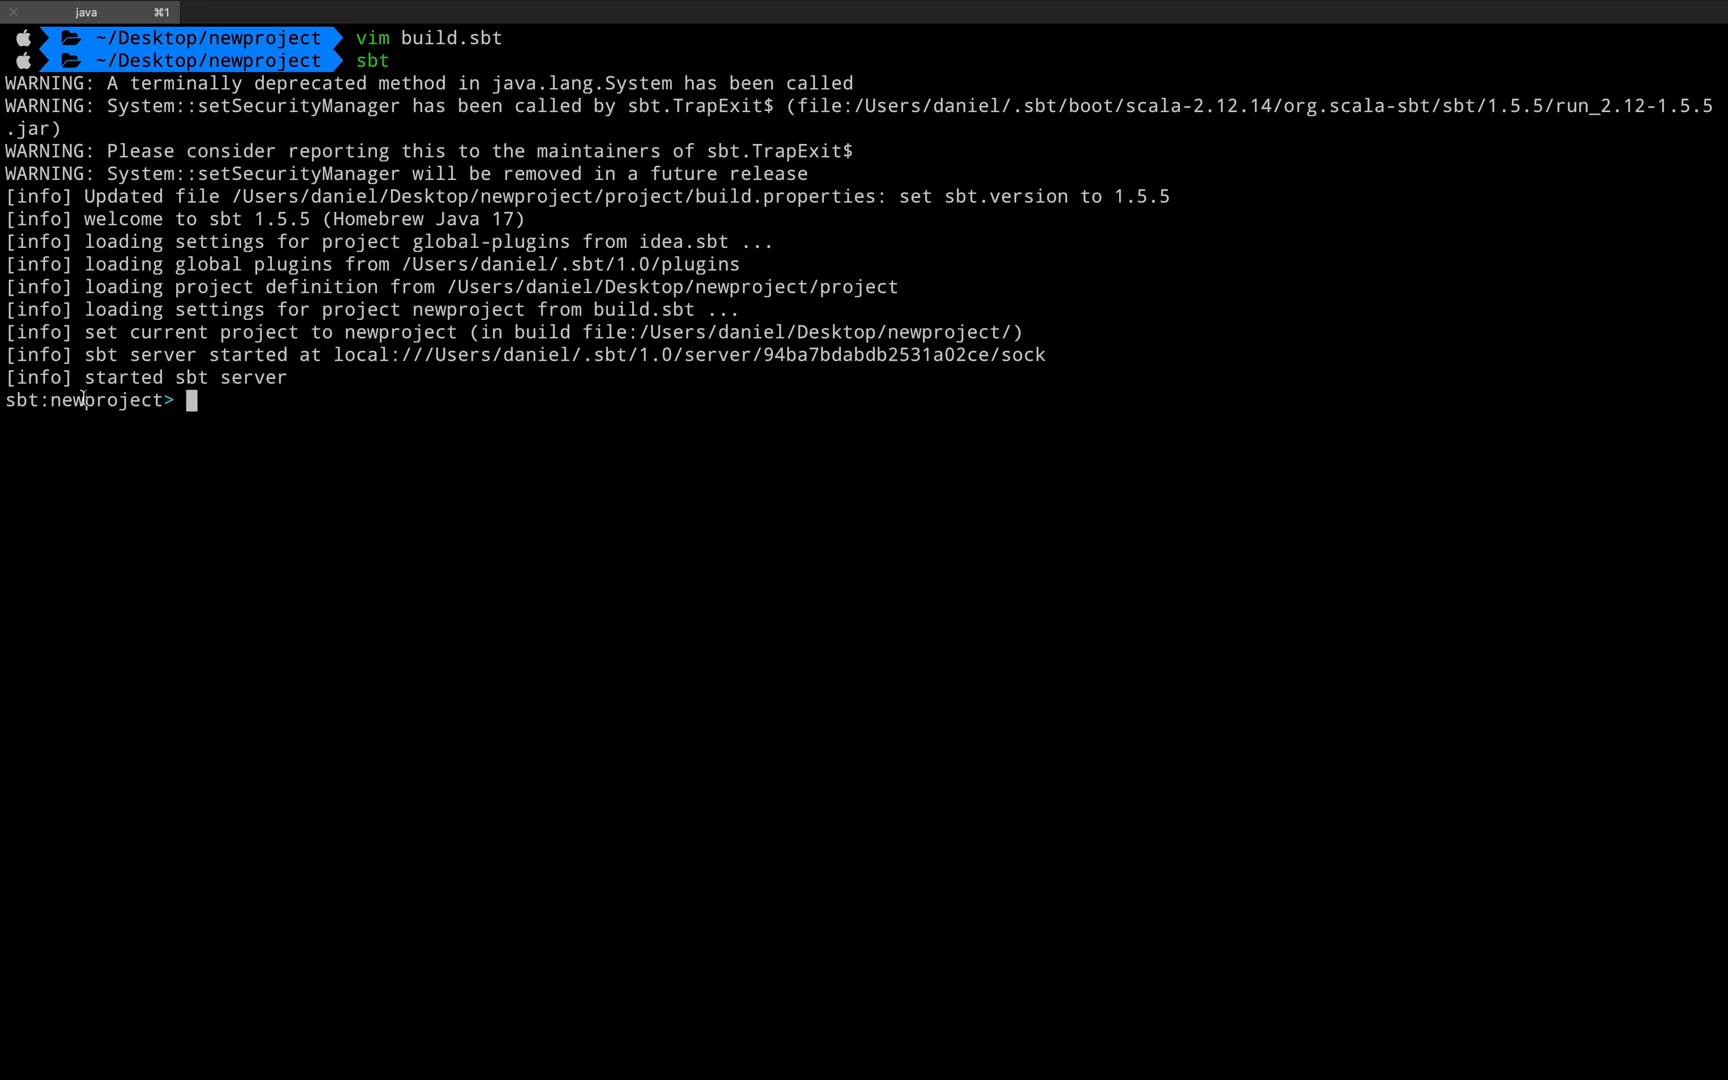 java ⌘1
~/Desktop/newproject vim build.sbt
~/Desktop/newproject sbt
WARNING: A terminally deprecated method in java.lang.System has been called
WARNING: System::setSecurityManager has been called by sbt.TrapExit$ (file:/Users/daniel/.sbt/boot/scala-2.12.14/org.scala-sbt/sbt/1.5.5/run_2.12-1.5.5
.jar)
WARNING: Please consider reporting this to the maintainers of sbt.TrapExit$
WARNING: System::setSecurityManager will be removed in a future release
[info] Updated file /Users/daniel/Desktop/newproject/project/build.properties: set sbt.version to 1.5.5
[info] welcome to sbt 1.5.5 (Homebrew Java 17)
[info] loading settings for project global-plugins from idea.sbt ...
[info] loading global plugins from /Users/daniel/.sbt/1.0/plugins
[info] loading project definition from /Users/daniel/Desktop/newproject/project
[info] loading settings for project newproject from build.sbt ...
[info] set current project to newproject (in build file:/Users/daniel/Desktop/newproject/)
[info] sbt server started at local:///Users/daniel/.sbt/1.0/server/94ba7bdabdb2531a02ce/sock
[info] started sbt server
sbt:newproject>